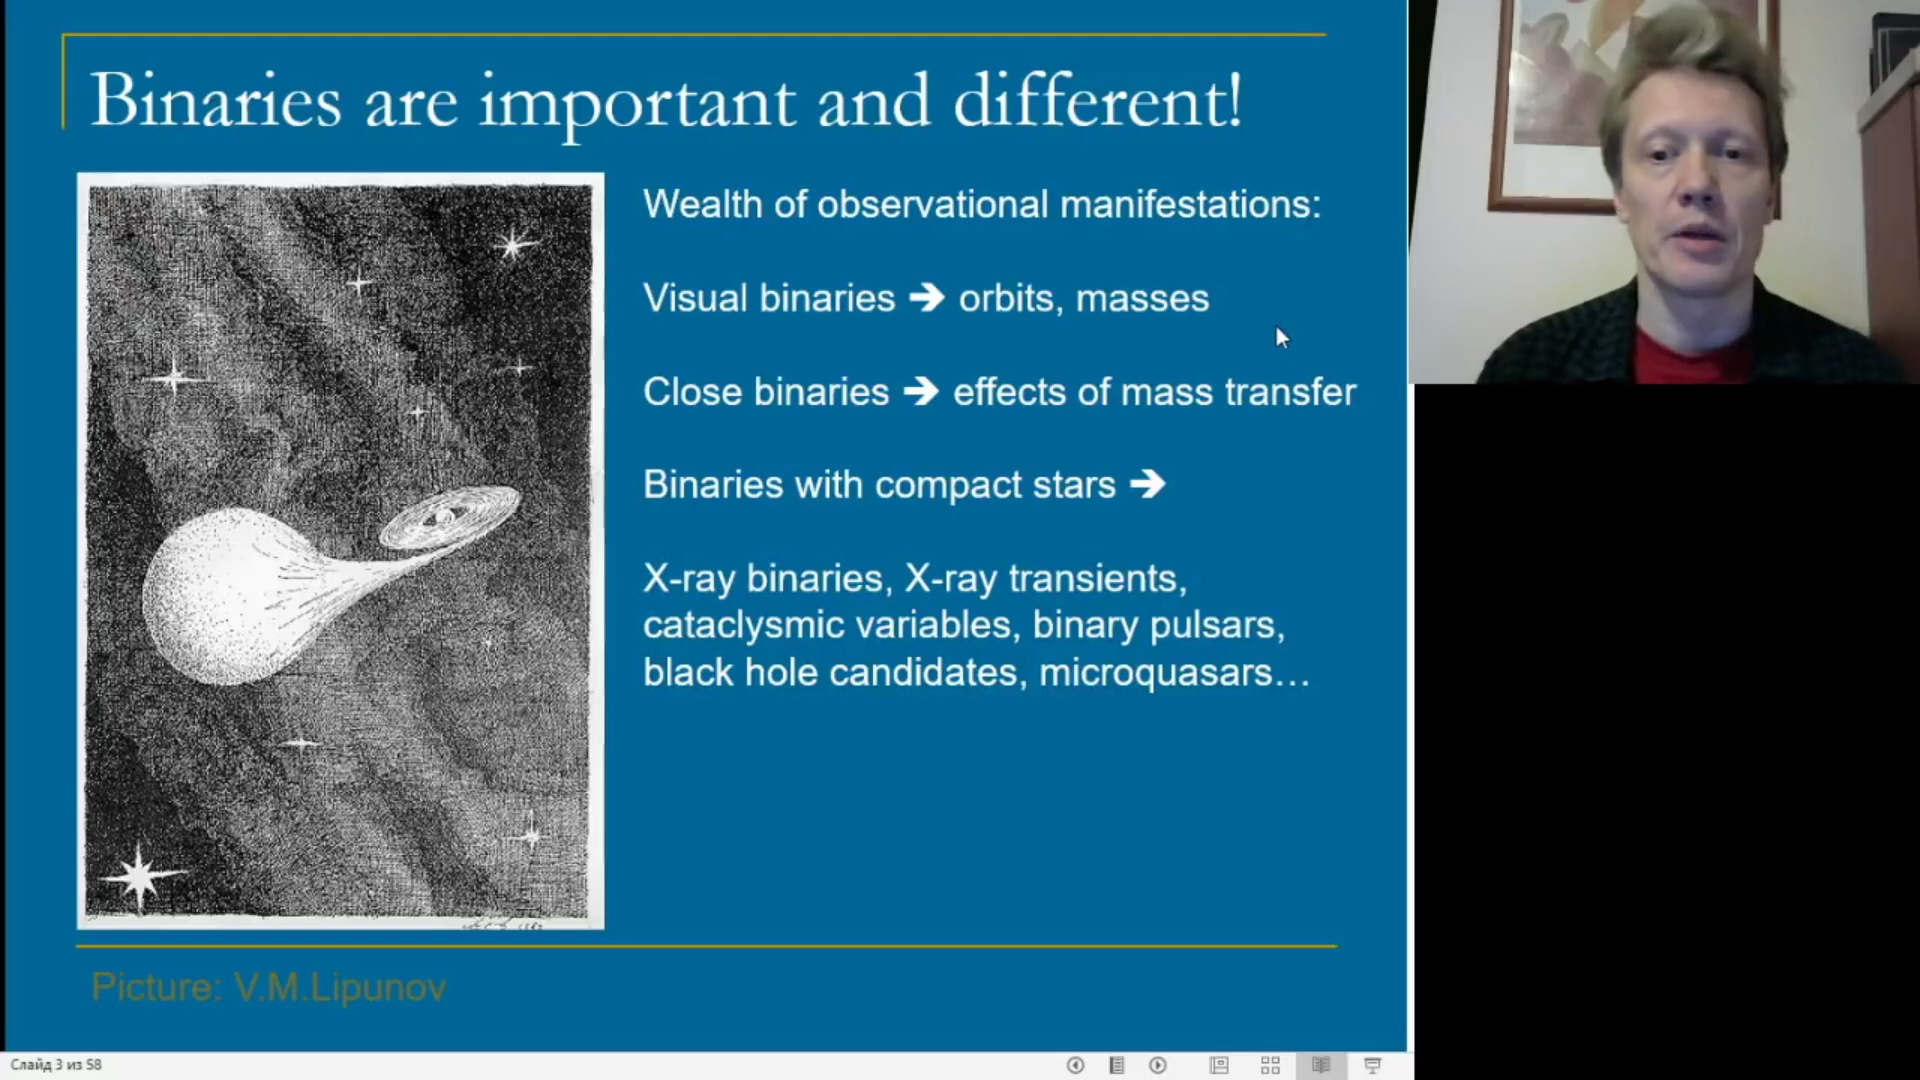 Binaries are important and different!
Wealth of observational manifestations:
Visual binaries ➔ orbits, masses
Close binaries ➔ effects of mass transfer
Binaries with compact stars ➔
X-ray binaries, X-ray transients,
cataclysmic variables, binary pulsars,
black hole candidates, microquasars…
Picture: V.M.Lipunov
Слайд 3 из 58